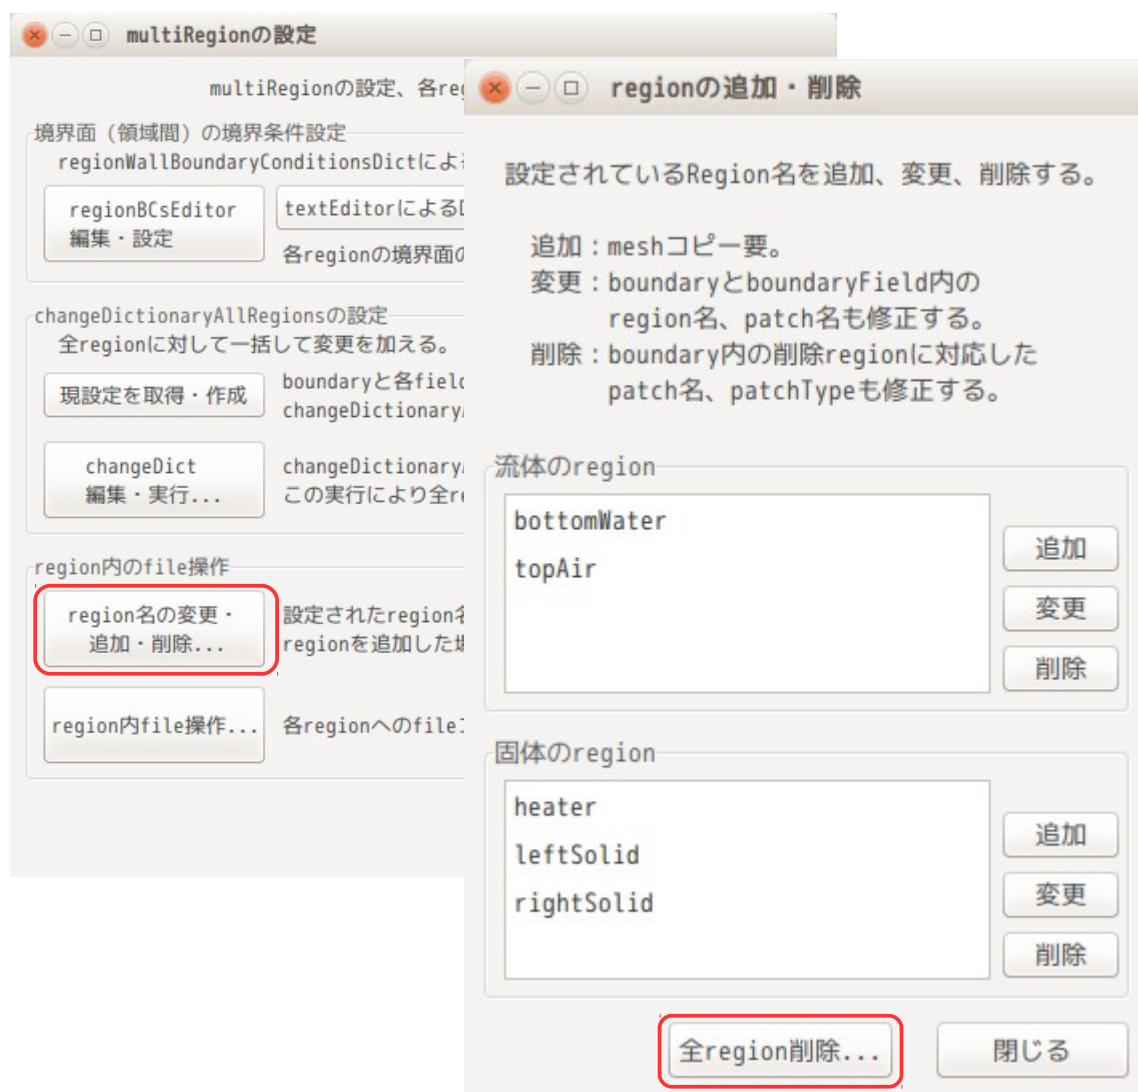 multiRegionの設定
multiRegionの設定、各reg
境界面（領域間）の境界条件設定
regionWallBoundaryConditionsDictによ
regionBCsEditor
編集・設定
textEditorによる
各regionの境界面の
changeDictionaryAllRegionsの設定
全regionに対して一括して変更を加える。
現設定を取得・作成
boundaryと各field
changeDictionary
changeDict
編集・実行...
changeDictionary
この実行により全re
region内のfile操作
region名の変更・
追加・削除...
設定されたregion名
regionを追加した場
region内file操作...
各regionへのfile
regionの追加・削除
設定されているRegion名を追加、変更、削除する。
追加：meshコピー要。
変更：boundaryとboundaryField内の
region名、patch名も修正する。
削除：boundary内の削除regionに対応した
patch名、patchTypeも修正する。
流体のregion
bottomWater
topAir
追加
変更
削除
固体のregion
heater
leftSolid
rightSolid
追加
変更
削除
全region削除...
閉じる